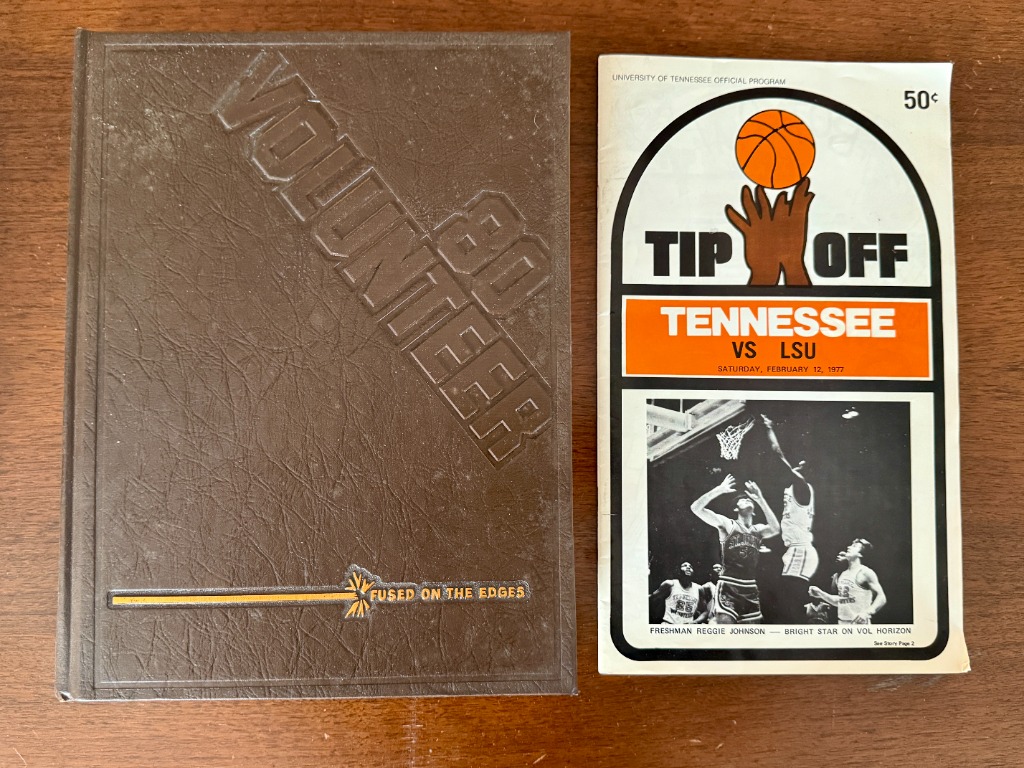 VOLUNTEER
80
FUSED ON THE EDGES
UNIVERSITY OF TENNESSEE OFFICIAL PROGRAM
50¢
TIP OFF
TENNESSEE
VS LSU
SATURDAY, FEBRUARY 12, 1977
FRESHMAN REGGIE JOHNSON — BRIGHT STAR ON VOL HORIZON
See Story Page 2